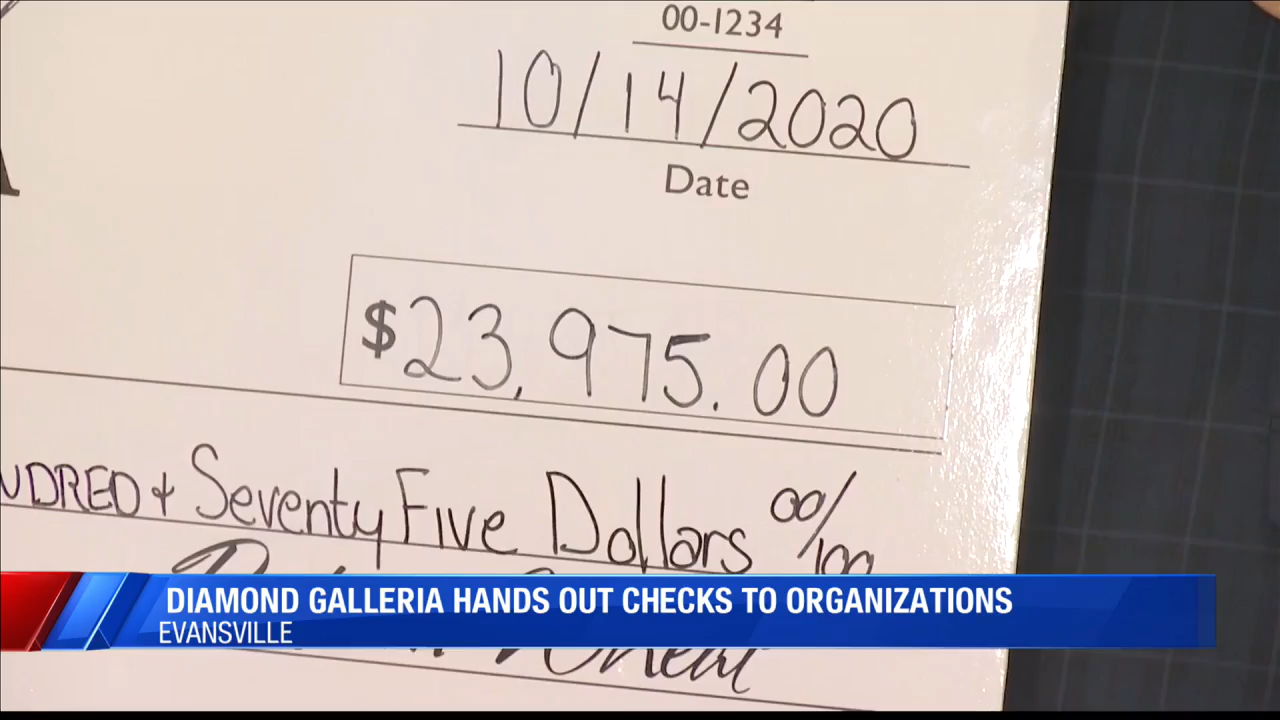 00-1234
10/14/2020
Date
$23,975.00
NDRED & Seventy Five Dollars 00/100
DIAMOND GALLERIA HANDS OUT CHECKS TO ORGANIZATIONS
EVANSVILLE